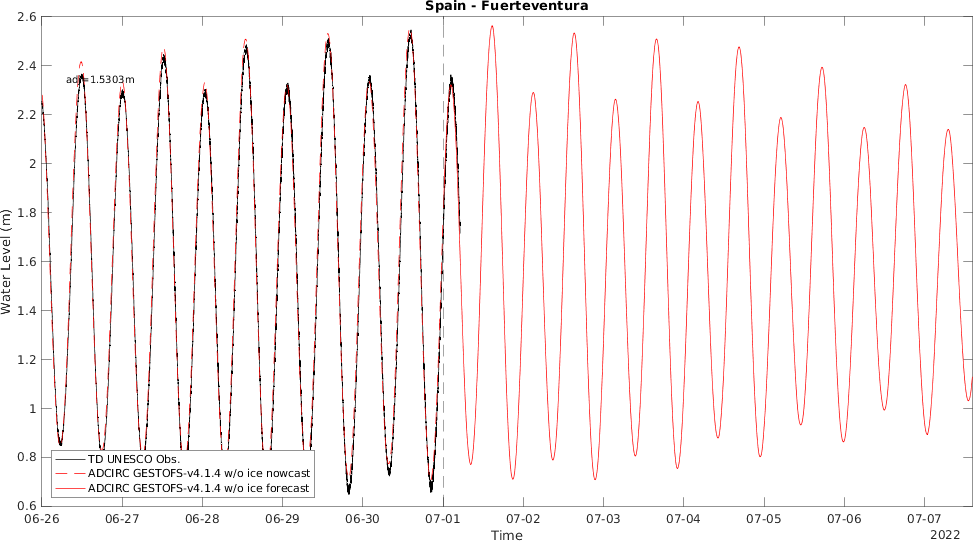 Spain - Fuerteventura
2.6
2.4
adj=1.5303m
2.2
2
1.8
1.6
1.4
1.2
1
0.8
0.6
Water Level (m)
TD UNESCO Obs.
ADCIRC GESTOFS-v4.1.4 w/o ice nowcast
ADCIRC GESTOFS-v4.1.4 w/o ice forecast
06-26 06-27 06-28 06-29 06-30 07-01 07-02 07-03 07-04 07-05 07-06 07-07
Time
2022